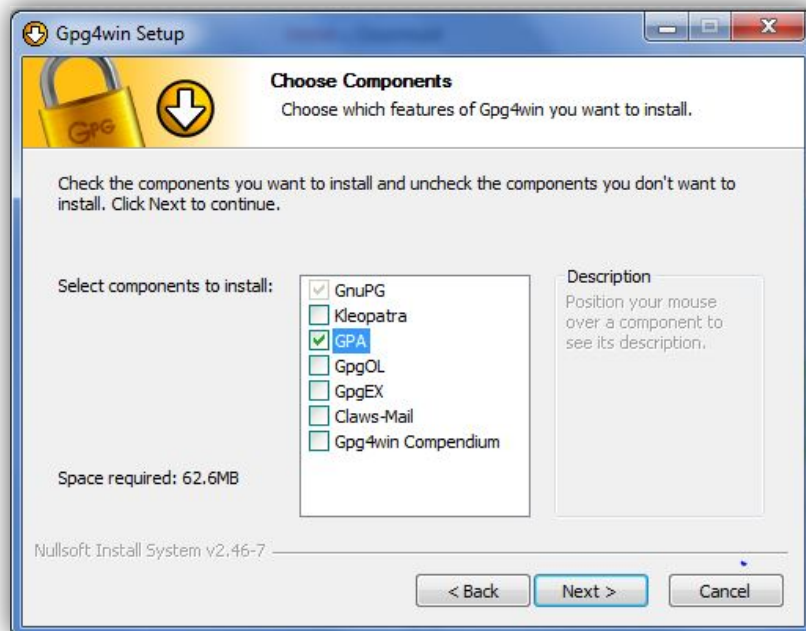 Gpg4win Setup
GPG
Choose Components
Choose which features of Gpg4win you want to install.
Check the components you want to install and uncheck the components you don't want to
install. Click Next to continue.
Select components to install:
GnuPG
Kleopatra
GPA
GpgOL
GpgEX
Claws-Mail
Gpg4win Compendium
Description
Position your mouse
over a component to
see its description.
Space required: 62.6MB
Nullsoft Install System v2.46-7
< Back
Next >
Cancel